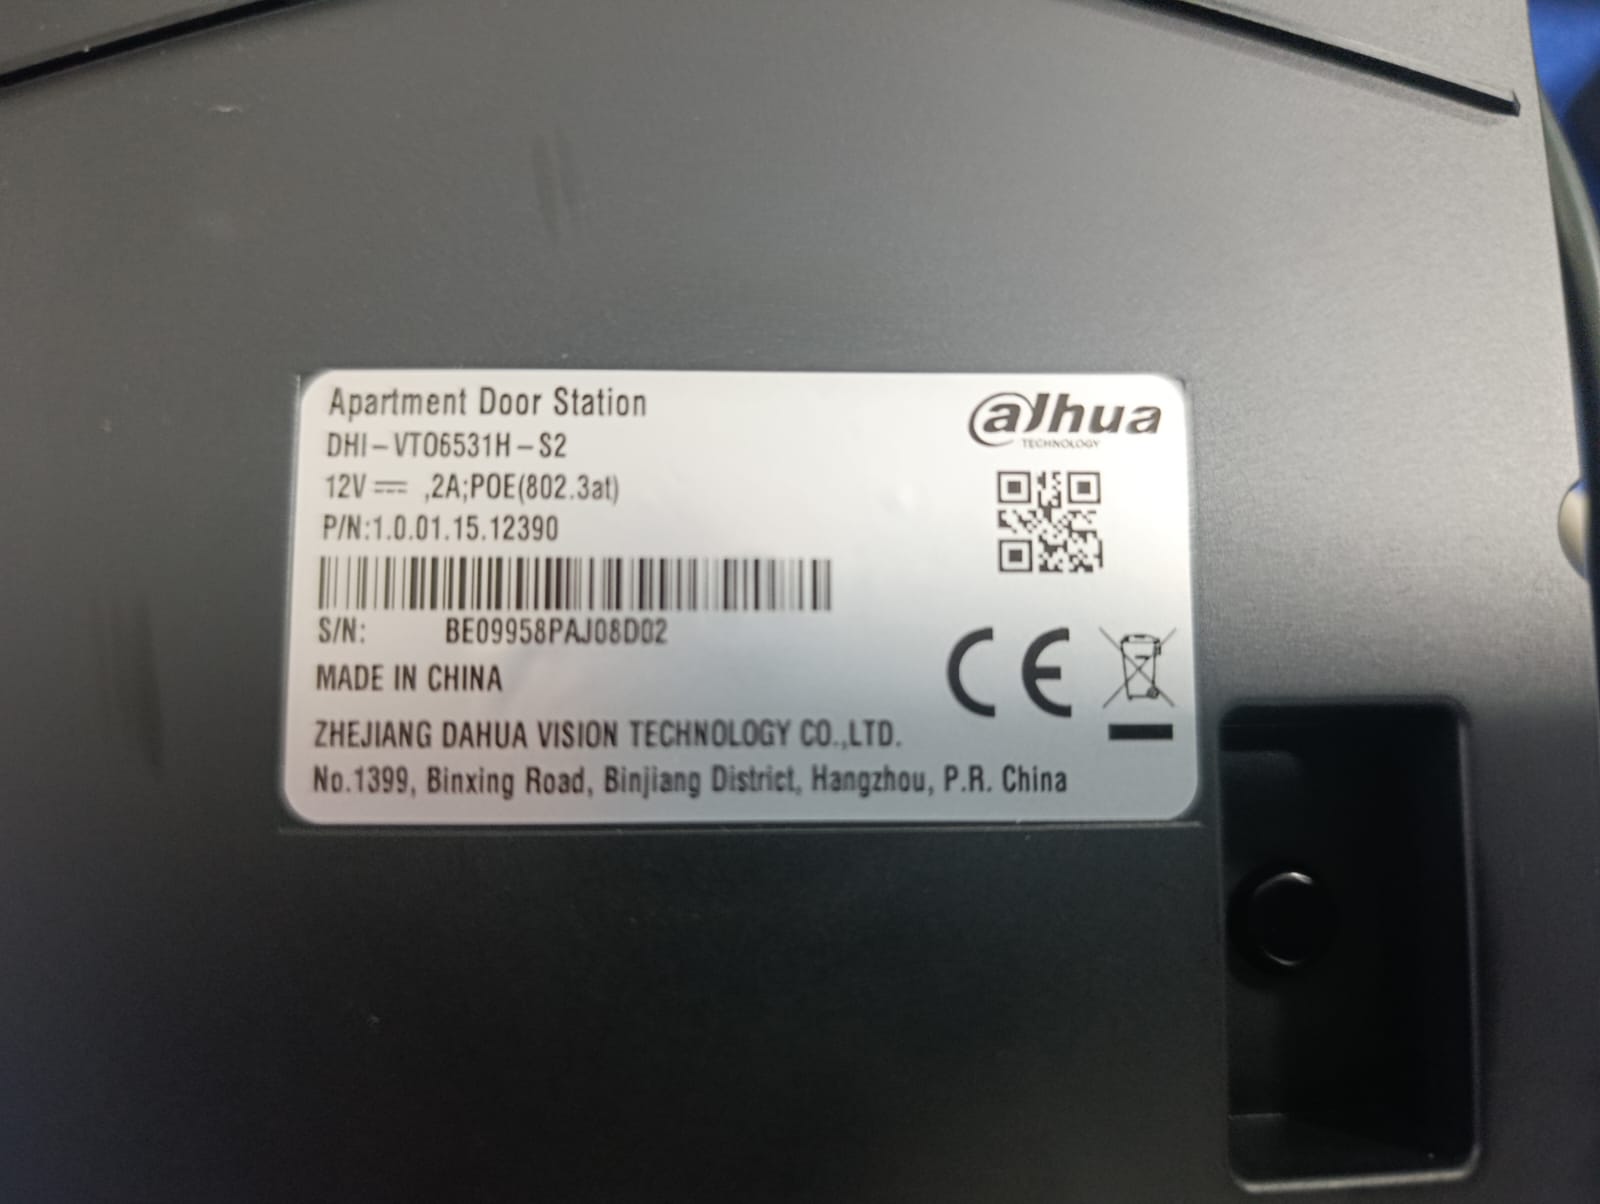 Apartment Door Station
DHI-VTO6531H-S2
12V⎓ ,2A;POE(802.3at)
P/N:1.0.01.15.12390
S/N: BE09958PAJ08D02
MADE IN CHINA
ZHEJIANG DAHUA VISION TECHNOLOGY CO.,LTD.
No.1399, Binxing Road, Binjiang District, Hangzhou, P.R. China
alhua
TECHNOLOGY
CE